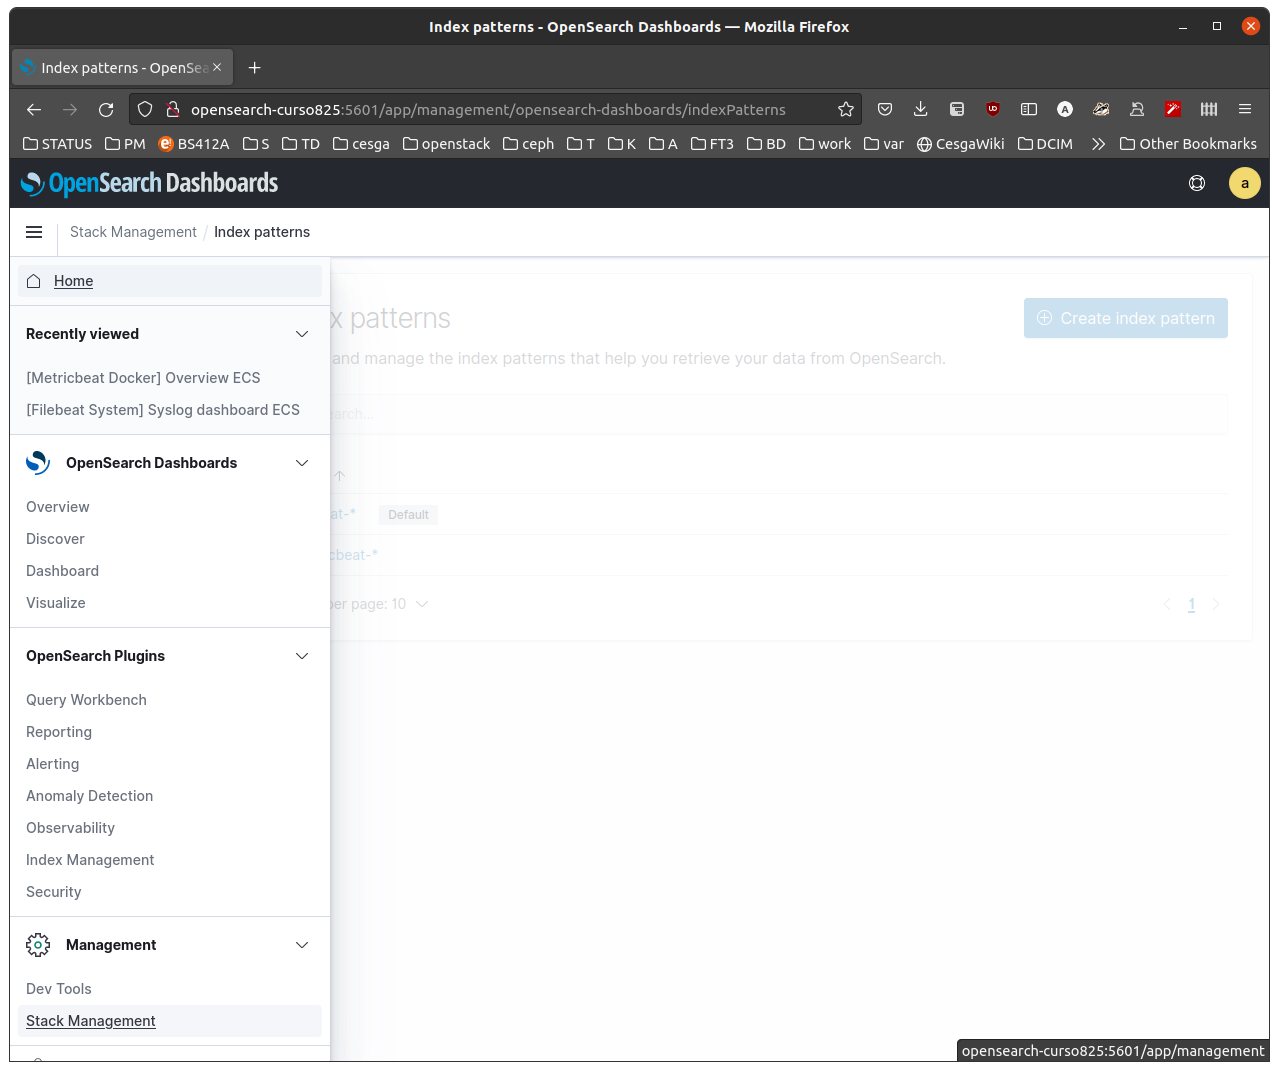 Index patterns - OpenSearch Dashboards — Mozilla Firefox
Index patterns - OpenSea
opensearch-curso825:5601/app/management/opensearch-dashboards/indexPatterns
STATUS PM BS412A S TD cesga openstack ceph T K A FT3 BD work var CesgaWiki DCIM Other Bookmarks
OpenSearch Dashboards a
Stack Management / Index patterns
Home
x patterns
Create index pattern
Recently viewed
and manage the index patterns that help you retrieve your data from OpenSearch.
[Metricbeat Docker] Overview ECS
[Filebeat System] Syslog dashboard ECS
earch...
OpenSearch Dashboards
Overview
at-* Default
Discover
cbeat-*
Dashboard
Visualize
per page: 10
1
OpenSearch Plugins
Query Workbench
Reporting
Alerting
Anomaly Detection
Observability
Index Management
Security
Management
Dev Tools
Stack Management
opensearch-curso825:5601/app/management